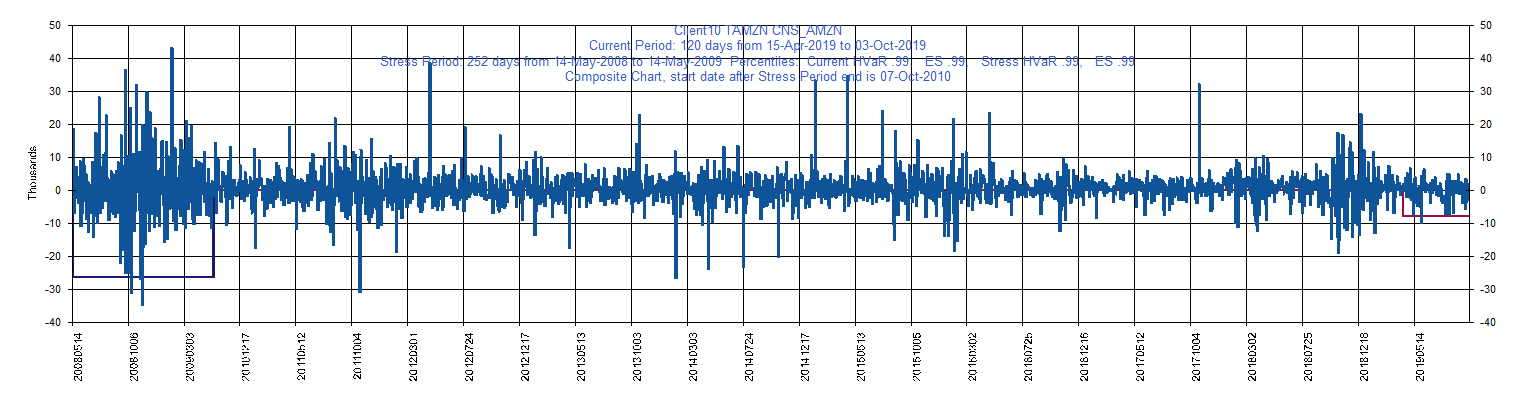 Client10 TAMZN CNS_AMZN
Current Period: 120 days from 15-Apr-2019 to 03-Oct-2019
Stress Period: 252 days from 14-May-2008 to 14-May-2009 Percentiles: Current HVaR .99, ES .99, Stress HVaR .99, ES .99
Composite Chart, start date after Stress Period end is 07-Oct-2010
Thousands
50 50
40 40
30 30
20 20
10 10
0 0
-10 -10
-20 -20
-30 -30
-40 -40
20080514 20081006 20090303 20101217 20110512 20111004 20120301 20120724 20121217 20130513 20131003 20140303 20140724 20141215 20150513 20151005 20160302 20160725 20161216 20170512 20171004 20180302 20180725 20181218 20190514